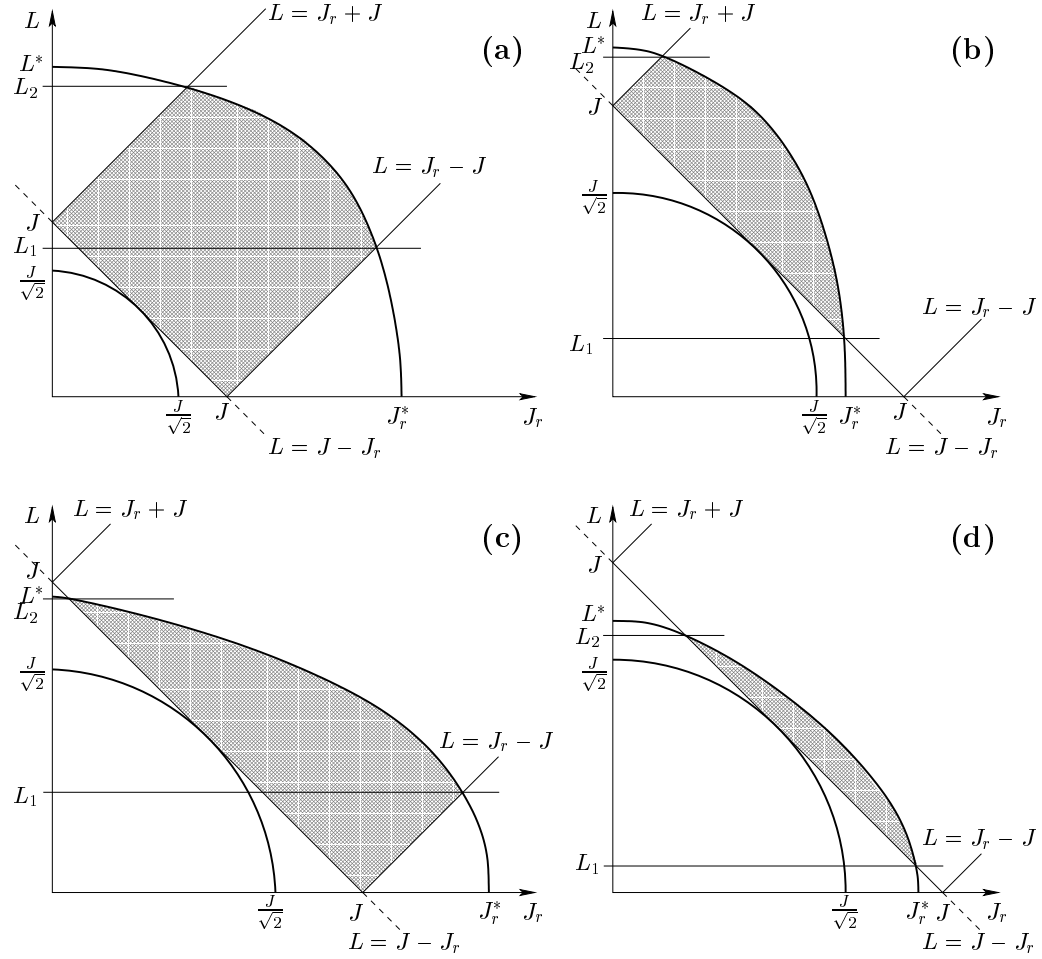 L
L = J_r + J
(a)
L*
L_2
L = J_r − J
J
L_1
J/√2
J/√2
J
J_r*
J_r
L = J − J_r
L
L = J_r + J
(b)
L*
L_2
J
J/√2
L = J_r − J
L_1
J/√2
J_r*
J
J_r
L = J − J_r
L
L = J_r + J
(c)
J
L*
L_2
J/√2
L = J_r − J
L_1
J/√2
J
J_r*
J_r
L = J − J_r
L
L = J_r + J
(d)
J
L*
L_2
J/√2
L = J_r − J
L_1
J/√2
J_r*
J
J_r
L = J − J_r